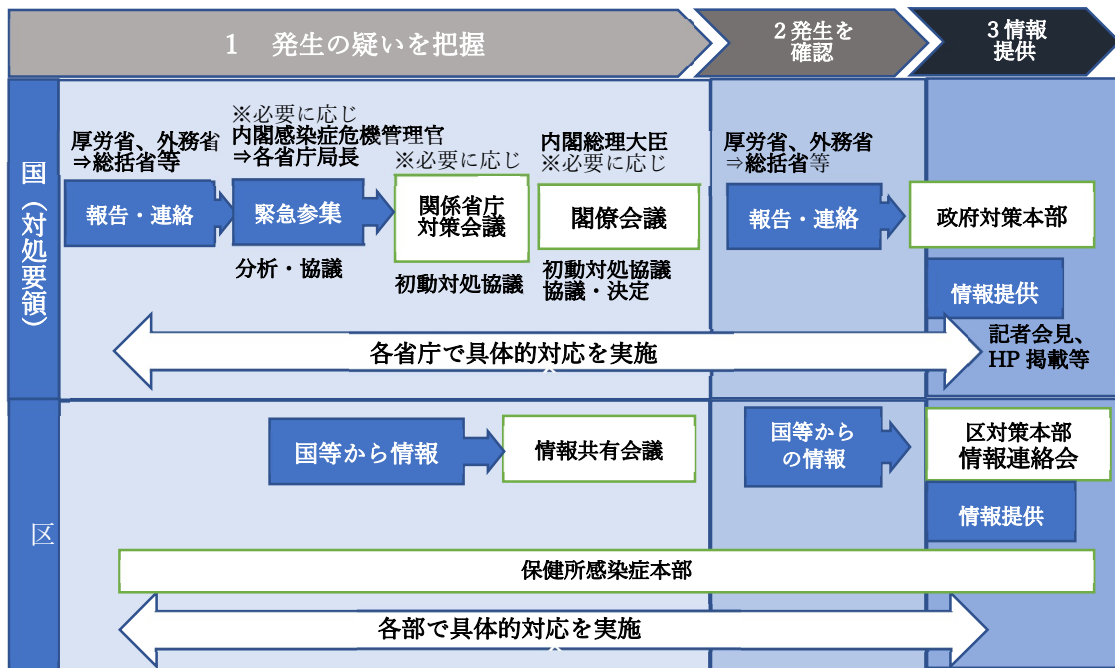 1　発生の疑いを把握
2発生を
確認
3情報
提供
国（対処要領）
厚労省、外務省
⇒総括省等
報告・連絡
※必要に応じ
内閣感染症危機管理官
⇒各省庁局長
緊急参集
分析・協議
※必要に応じ
関係省庁
対策会議
初動対処協議
内閣総理大臣
※必要に応じ
閣僚会議
初動対処協議
協議・決定
厚労省、外務省
⇒総括省等
報告・連絡
政府対策本部
情報提供
記者会見、
HP 掲載等
各省庁で具体的対応を実施
区
国等から情報
情報共有会議
国等から
の情報
区対策本部
情報連絡会
情報提供
保健所感染症本部
各部で具体的対応を実施